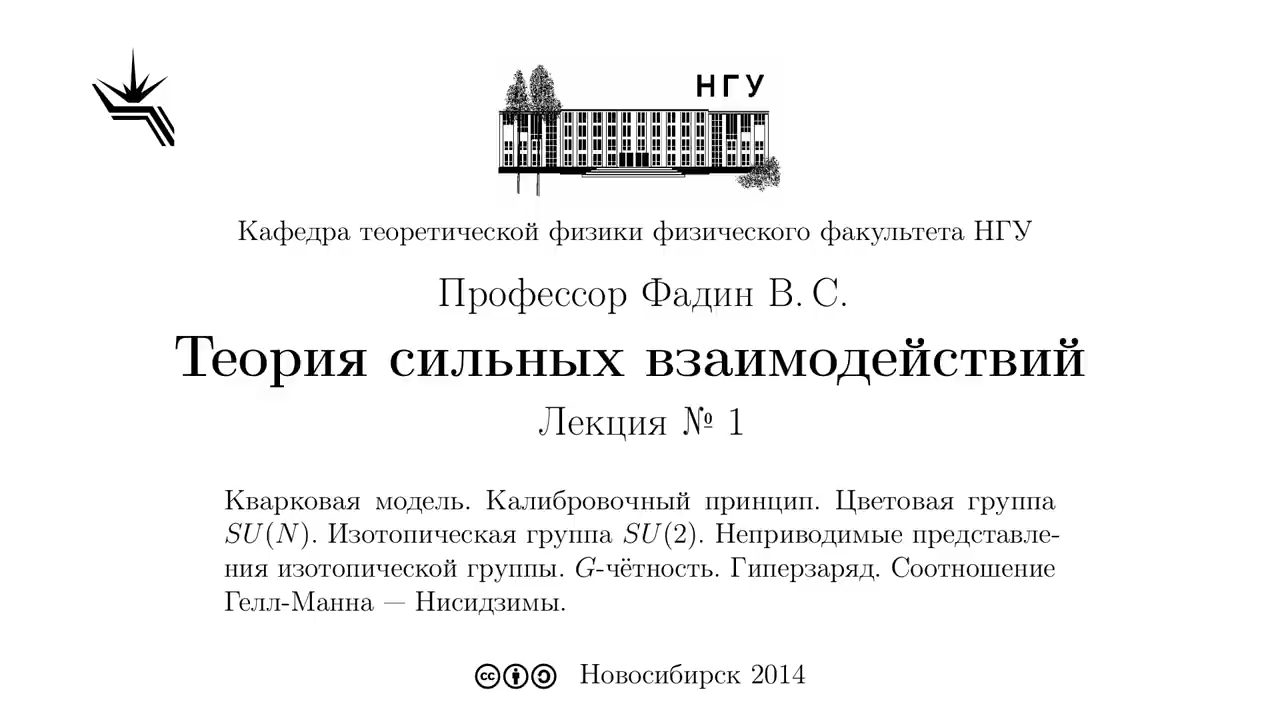 НГУ
Кафедра теоретической физики физического факультета НГУ
Профессор Фадин В. С.
Теория сильных взаимодействий
Лекция № 1
Кварковая модель. Калибровочный принцип. Цветовая группа
SU(N). Изотопическая группа SU(2). Неприводимые представле-
ния изотопической группы. G-чётность. Гиперзаряд. Соотношение
Гелл-Манна — Нисидзимы.
cc Новосибирск 2014